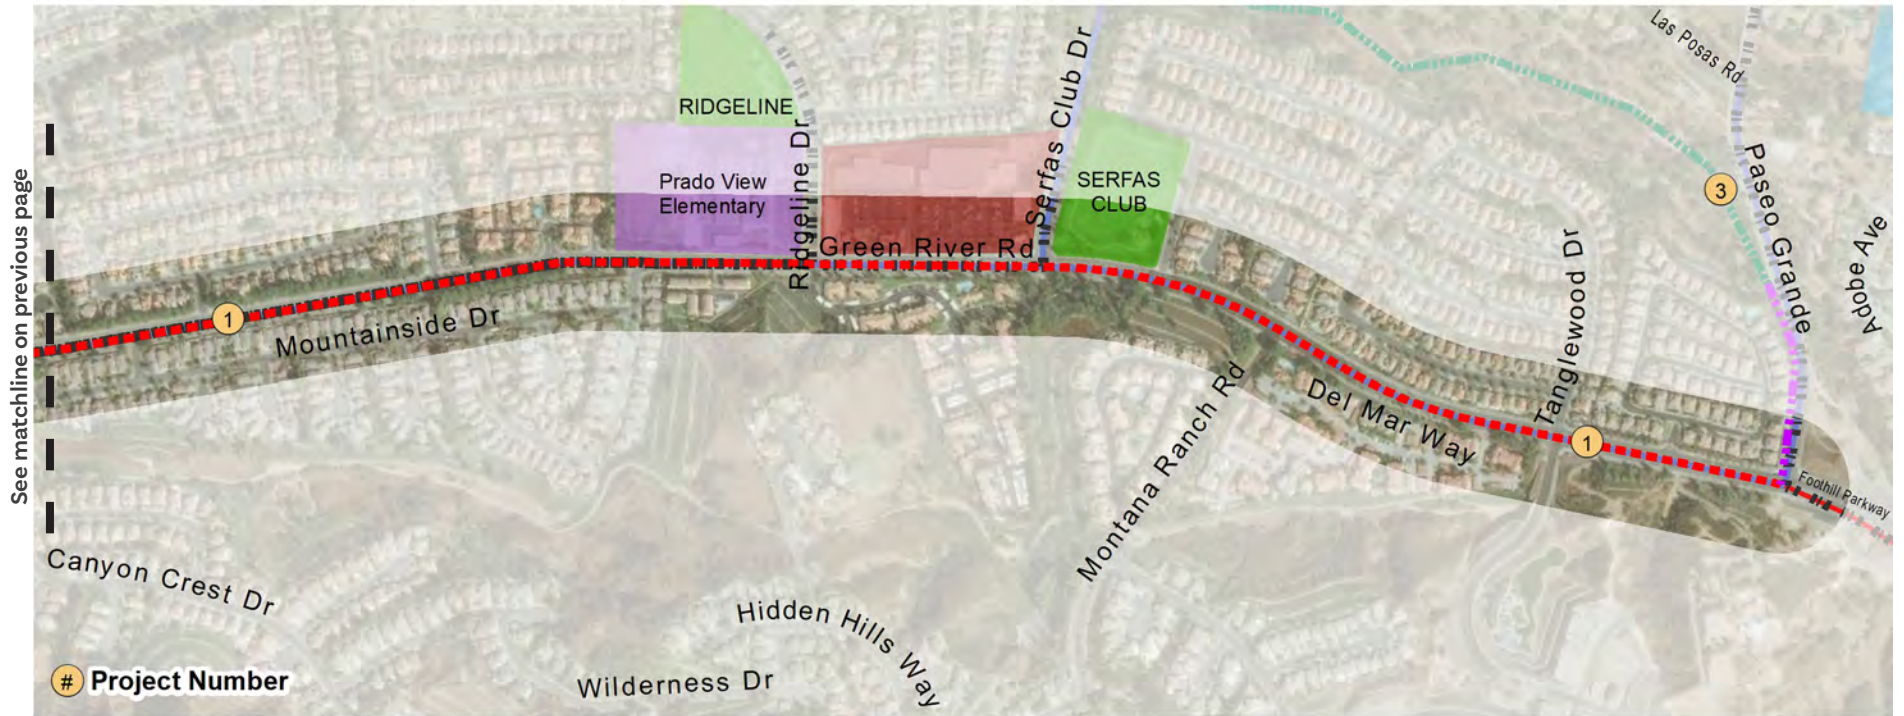 Las Posas Rd
Serfas Club Dr
RIDGELINE
Ridgeline Dr
Prado View
Elementary
SERFAS
CLUB
3
Paseo Grande
Adobe Ave
Green River Rd
Tanglewood Dr
See matchline on previous page
1
Mountainside Dr
Montana Ranch Rd
Del Mar Way
1
Foothill Parkway
Canyon Crest Dr
Hidden Hills Way
Wilderness Dr
# Project Number